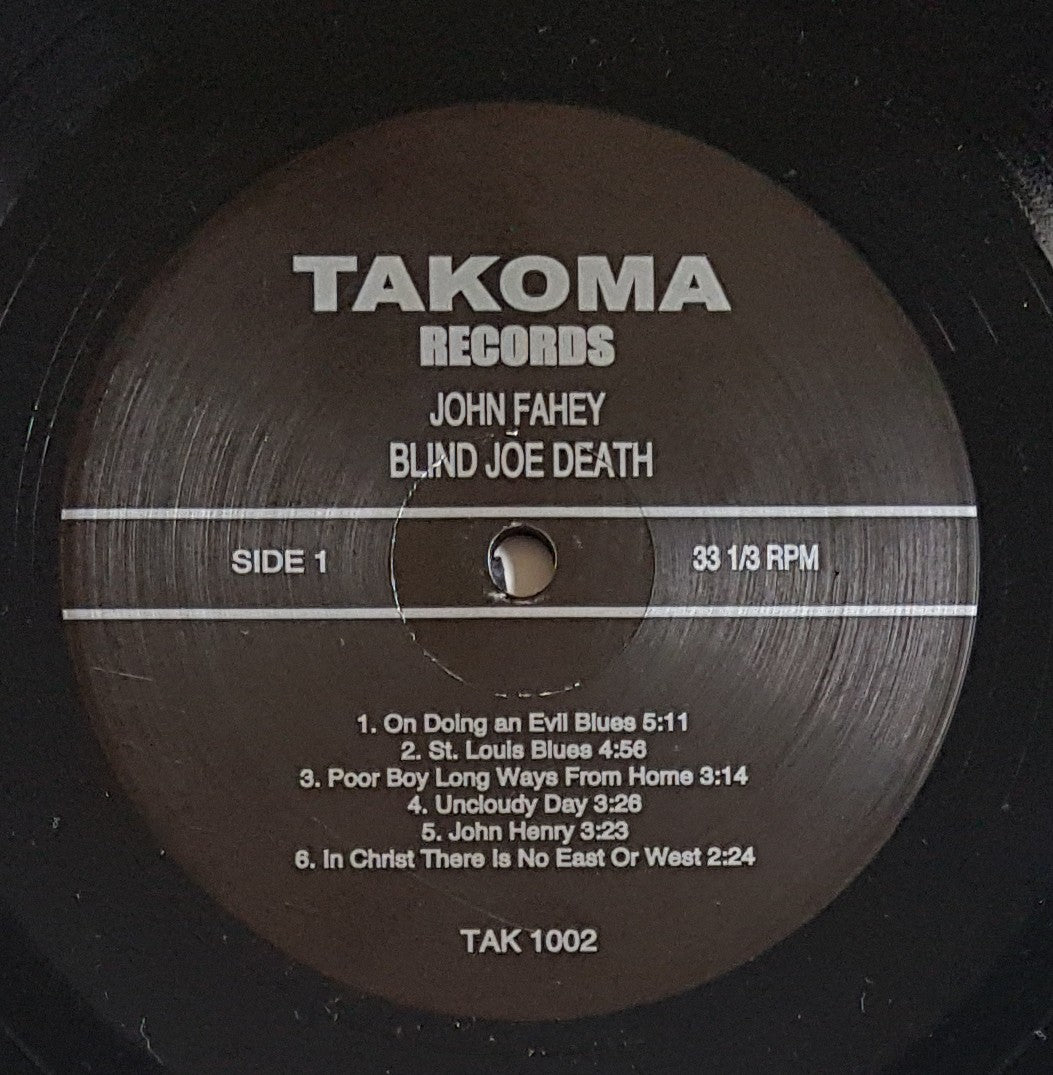 TAKOMA
RECORDS
JOHN FAHEY
BLIND JOE DEATH
SIDE 1
33 1/3 RPM
1. On Doing an Evil Blues 5:11
2. St. Louis Blues 4:56
3. Poor Boy Long Ways From Home 3:14
4. Uncloudy Day 3:26
5. John Henry 3:23
6. In Christ There Is No East Or West 2:24
TAK 1002